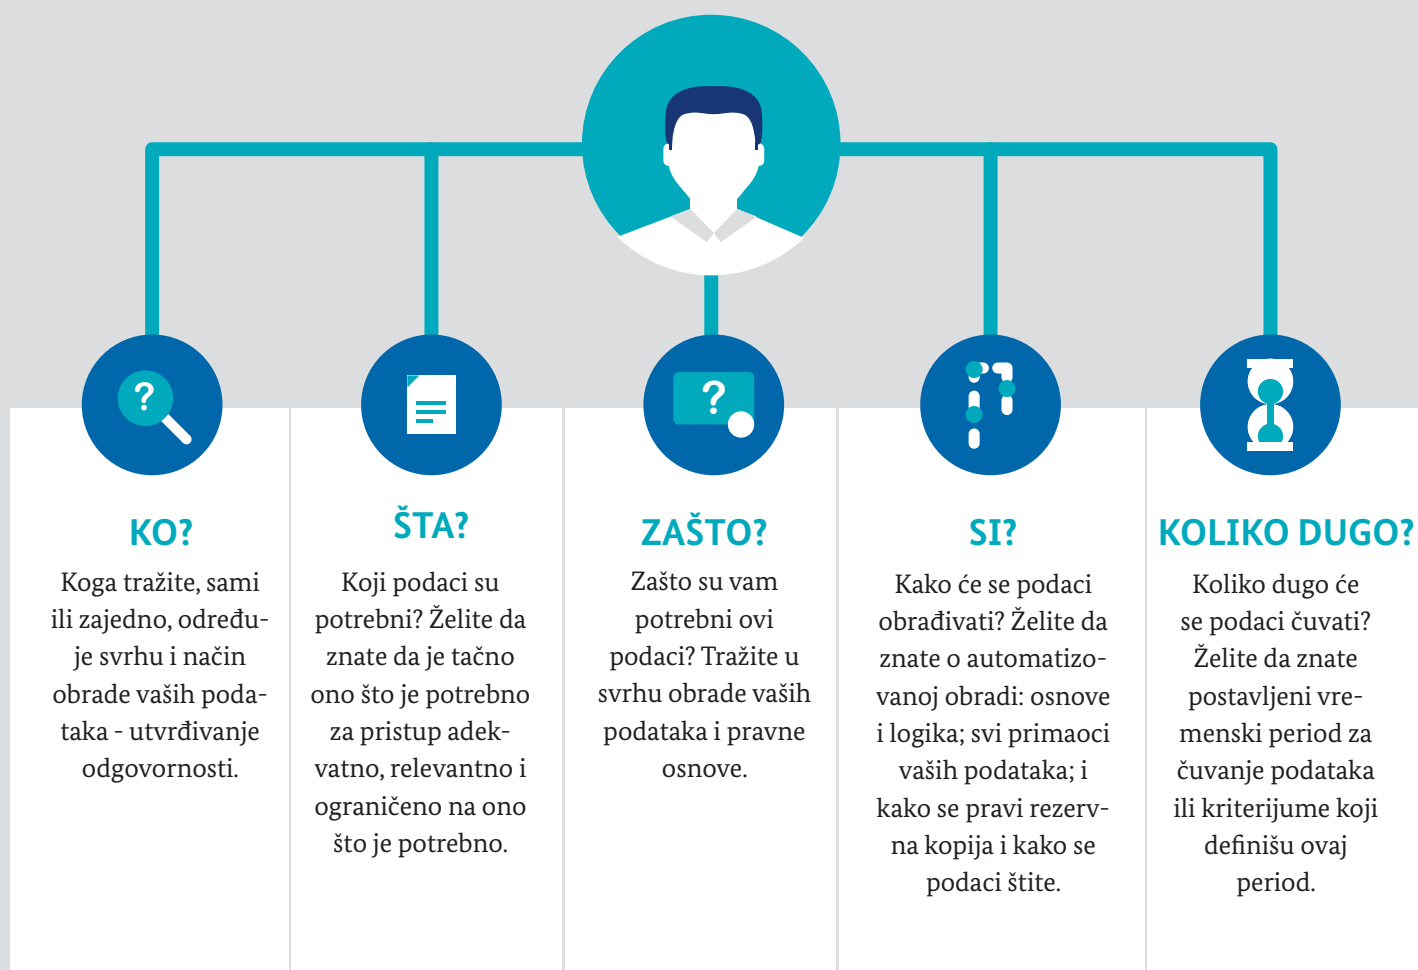 ?
?
KO?
Koga tražite, sami
ili zajedno, određu-
je svrhu i način
obrade vaših poda-
taka - utvrđivanje
odgovornosti.
ŠTA?
Koji podaci su
potrebni? Želite da
znate da je tačno
ono što je potrebno
za pristup adek-
vatno, relevantno i
ograničeno na ono
što je potrebno.
ZAŠTO?
Zašto su vam
potrebni ovi
podaci? Tražite u
svrhu obrade vaših
podataka i pravne
osnove.
SI?
Kako će se podaci
obrađivati? Želite da
znate o automatizo-
vanoj obradi: osnove
i logika; svi primaoci
vaših podataka; i
kako se pravi rezerv-
na kopija i kako se
podaci štite.
KOLIKO DUGO?
Koliko dugo će
se podaci čuvati?
Želite da znate
postavljeni vre-
menski period za
čuvanje podataka
ili kriterijume koji
definišu ovaj
period.